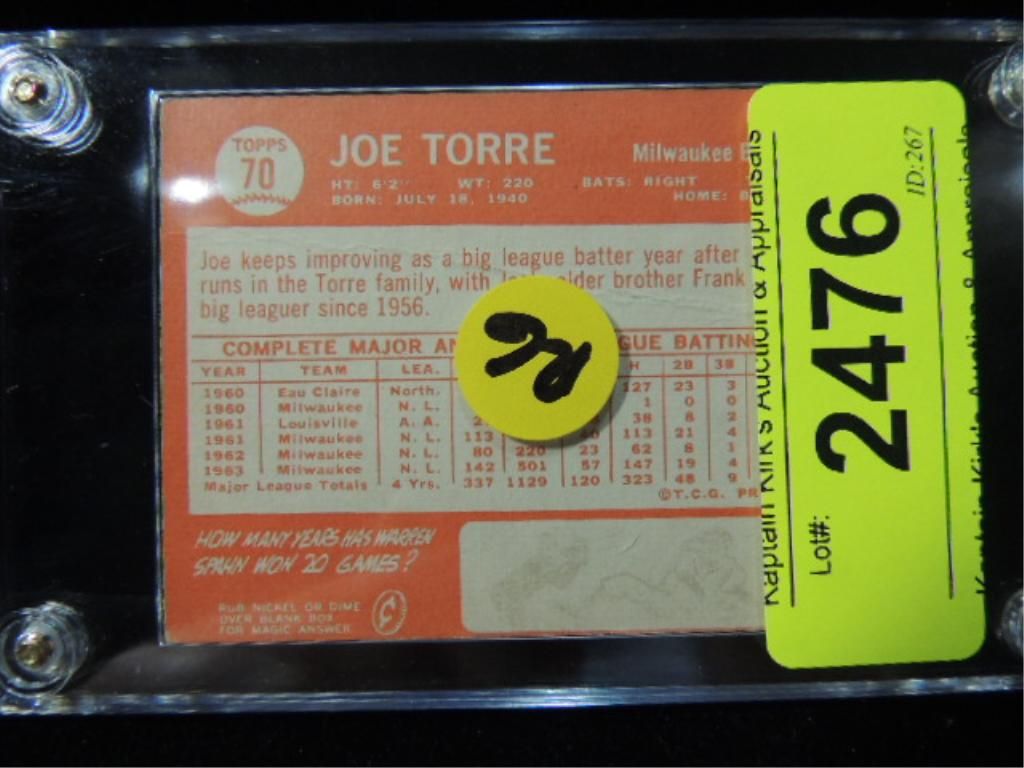 TOPPS
70
JOE TORRE
Milwaukee
HT: 6'2" WT: 220 BATS: RIGHT
BORN: JULY 18, 1940 HOME:
Joe keeps improving as a big league batter year after
runs in the Torre family, with older brother Frank
big leaguer since 1956.
COMPLETE MAJOR AN GUE BATTIN
YEAR TEAM LEA. H 2B 3B
1960 Eau Claire North. 127 23 3
1960 Milwaukee N. L. 1 0 0
1961 Louisville A. A. 38 8 2
1961 Milwaukee N. L. 113 113 21 4
1962 Milwaukee N. L. 80 220 23 62 8 1
1963 Milwaukee N. L. 142 501 57 147 19 4
Major League Totals 4 Yrs. 337 1129 120 323 48 9
©T.C.G. PR
HOW MANY YEARS HAS WARREN
SPAHN WON 20 GAMES?
RUB NICKEL OR DIME
OVER BLANK BOX
FOR MAGIC ANSWER
Kaptain Kirk's Auction & Appraisals
Lot#: 2476
ID:267